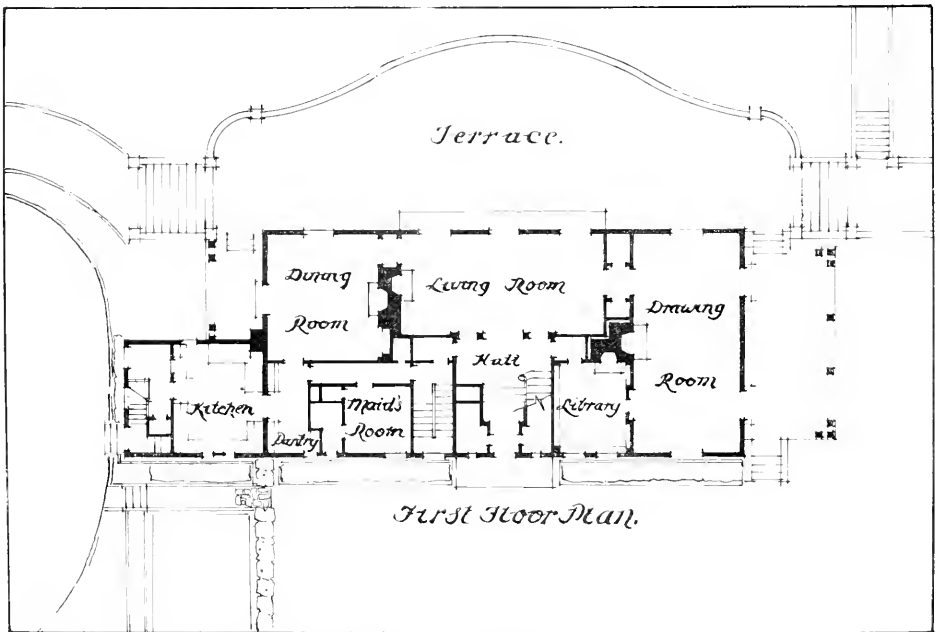 Terrace.
Dining
Room
Living Room
Drawing
Room
Hall
Library
Kitchen
Maid's
Room
Pantry
First Floor Plan.